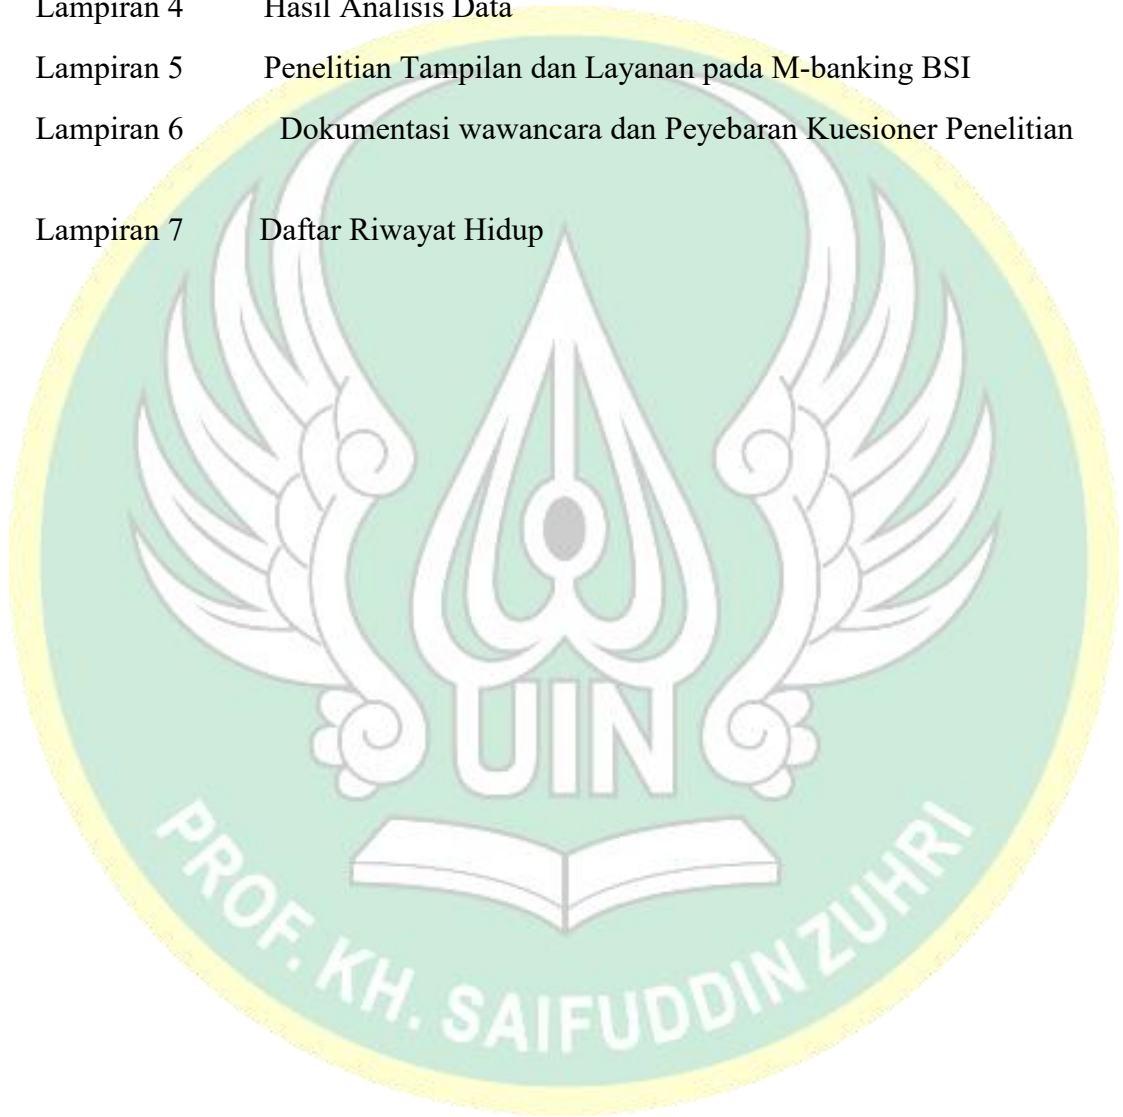 Lampiran 4 Hasil Analisis Data
Lampiran 5 Penelitian Tampilan dan Layanan pada M-banking BSI
Lampiran 6 Dokumentasi wawancara dan Peyebaran Kuesioner Penelitian
Lampiran 7 Daftar Riwayat Hidup
UIN
PROF. KH. SAIFUDDIN ZUHRI